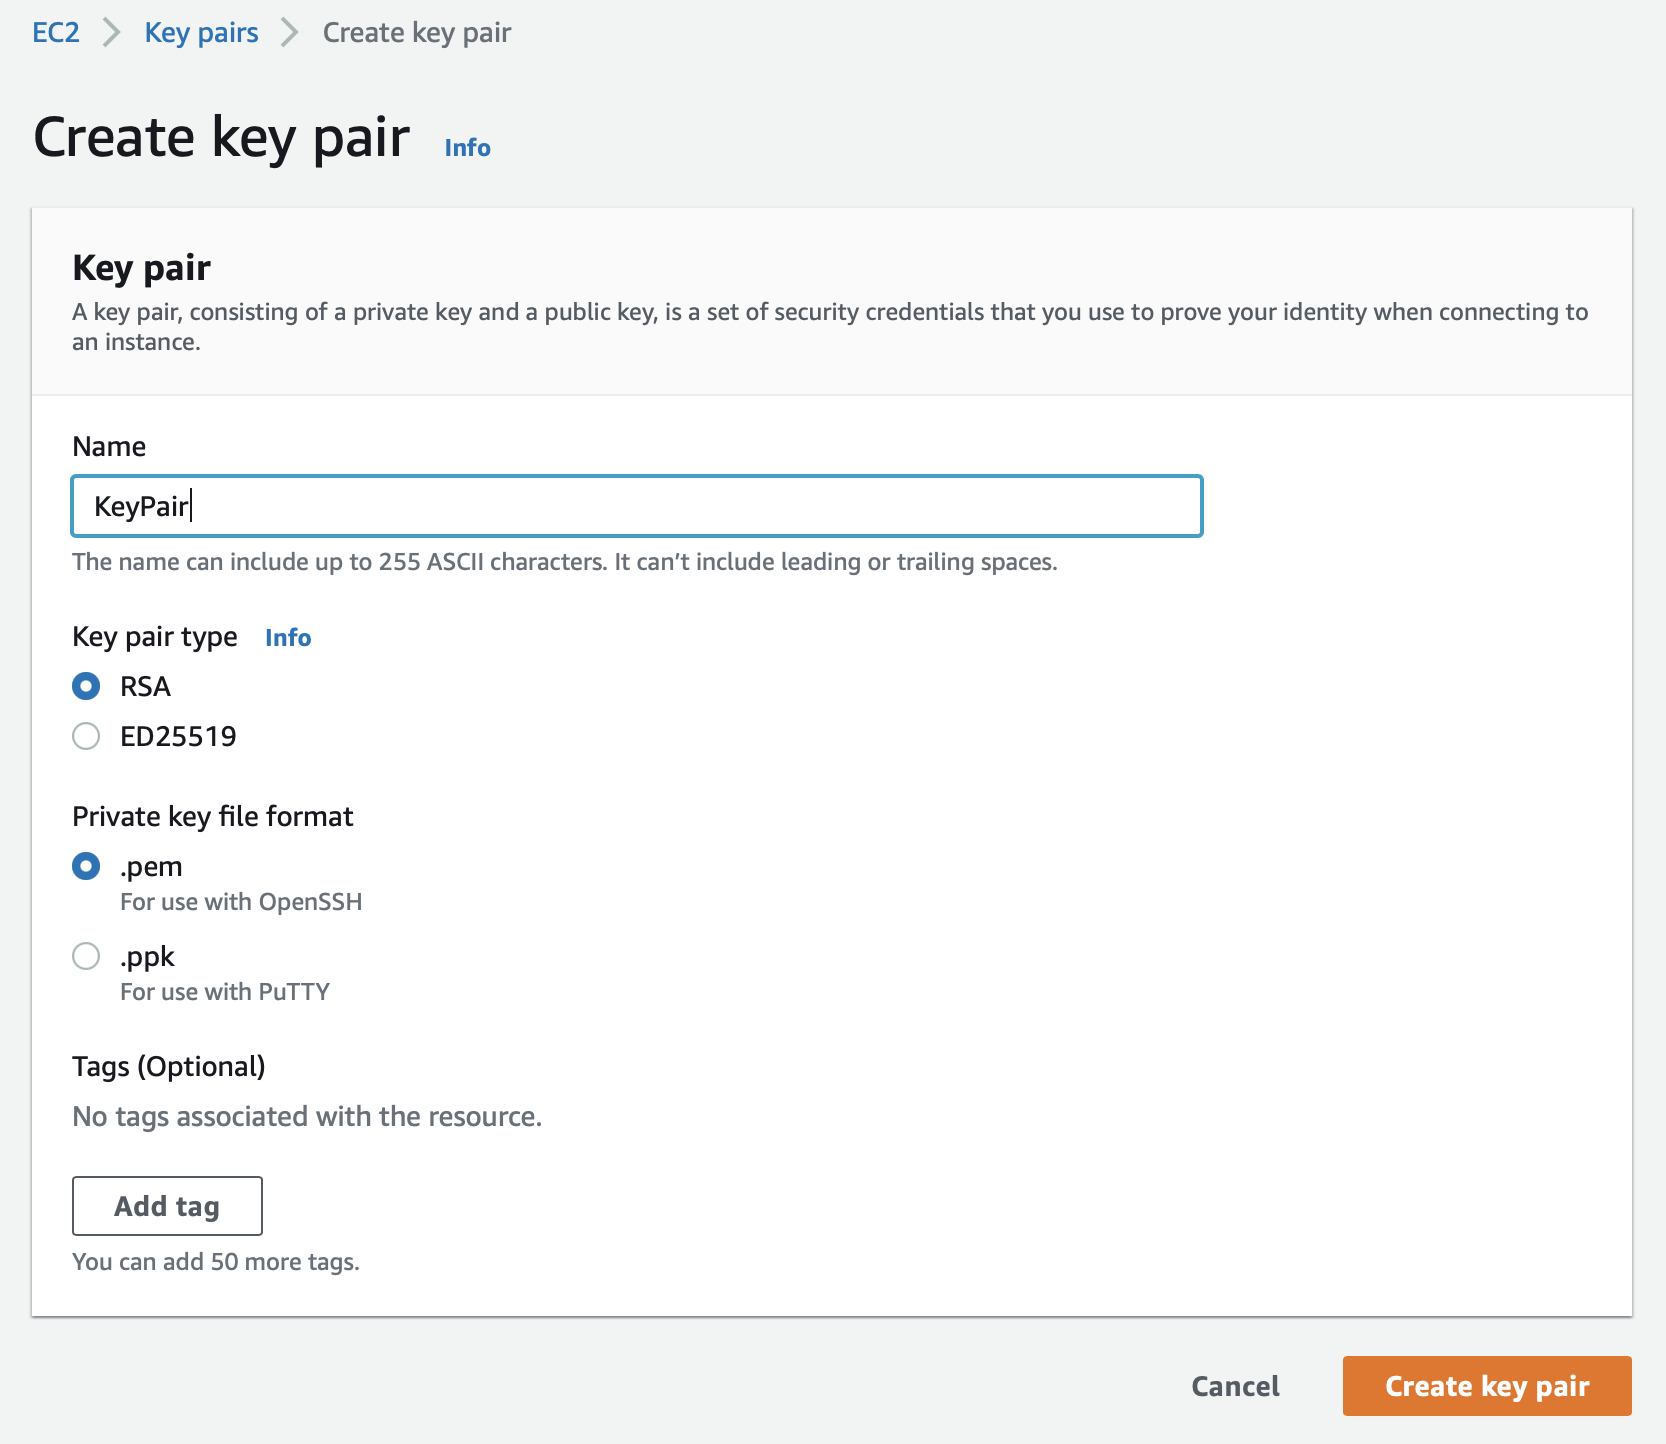 EC2 Key pairs Create key pair
Create key pair Info
Key pair
A key pair, consisting of a private key and a public key, is a set of security credentials that you use to prove your identity when connecting to
an instance.
Name
KeyPair
The name can include up to 255 ASCII characters. It can’t include leading or trailing spaces.
Key pair type Info
RSA
ED25519
Private key file format
.pem
For use with OpenSSH
.ppk
For use with PuTTY
Tags (Optional)
No tags associated with the resource.
Add tag
You can add 50 more tags.
Cancel Create key pair